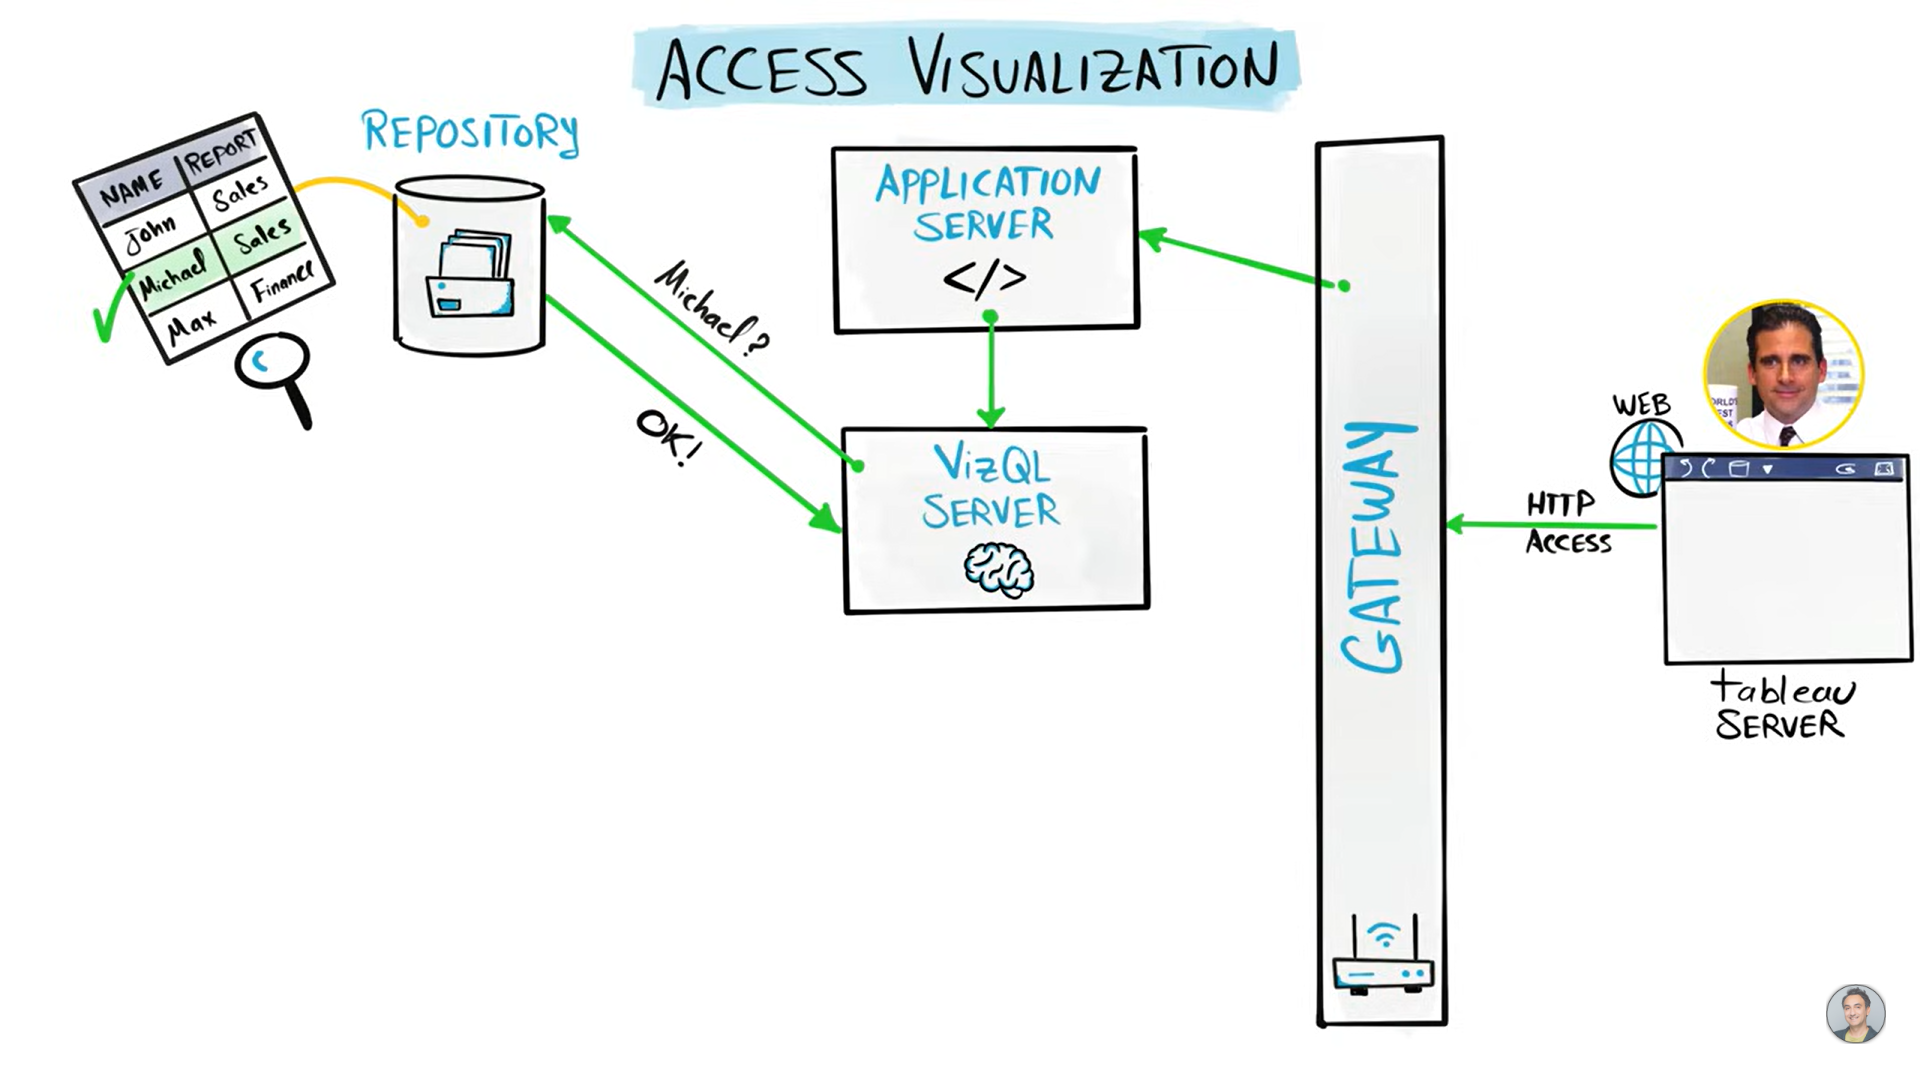 ACCESS VISUALIZATION
REPOSITORY
NAME REPORT
John Sales
Michael Sales
Max Finance
Michael?
OK!
APPLICATION
SERVER
</>
VizQL
SERVER
GATEWAY
WEB
HTTP
ACCESS
tableau
SERVER